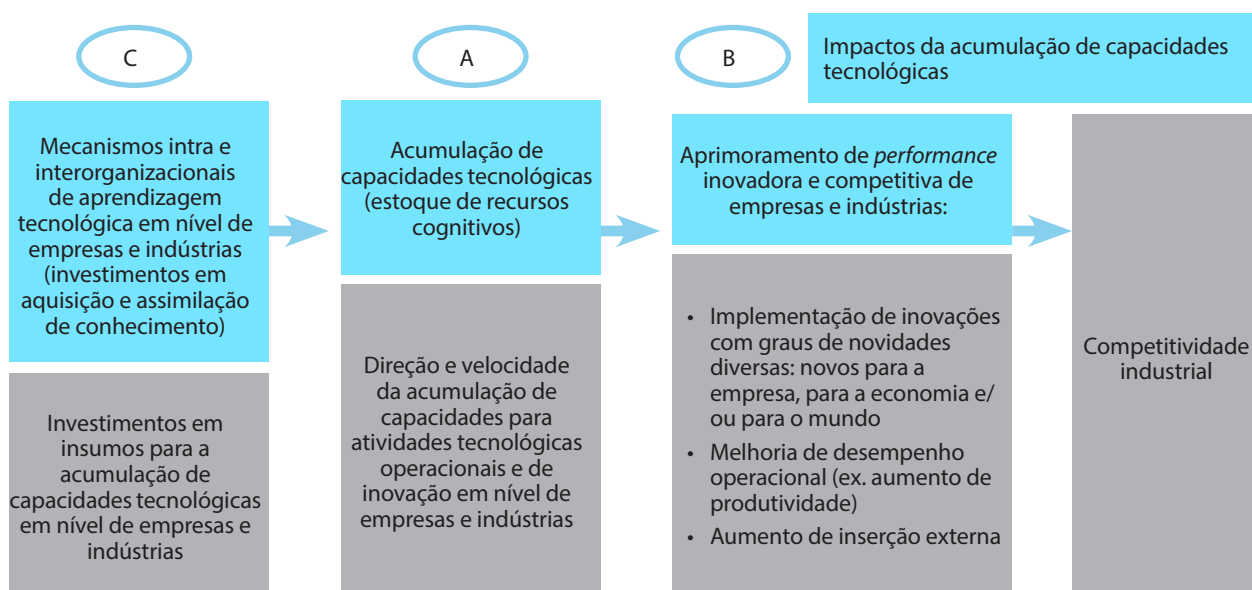 C
Mecanismos intra e
interorganizacionais
de aprendizagem
tecnológica em nível de
empresas e indústrias
(investimentos em
aquisição e assimilação
de conhecimento)
Investimentos em
insumos para a
acumulação de
capacidades tecnológicas
em nível de empresas e
indústrias
A
Acumulação de
capacidades tecnológicas
(estoque de recursos
cognitivos)
Direção e velocidade
da acumulação de
capacidades para
atividades tecnológicas
operacionais e de
inovação em nível de
empresas e indústrias
B
Impactos da acumulação de capacidades
tecnológicas
Aprimoramento de performance
inovadora e competitiva de
empresas e indústrias:
• Implementação de inovações
com graus de novidades
diversas: novos para a
empresa, para a economia e/
ou para o mundo
• Melhoria de desempenho
operacional (ex. aumento de
produtividade)
• Aumento de inserção externa
Competitividade
industrial